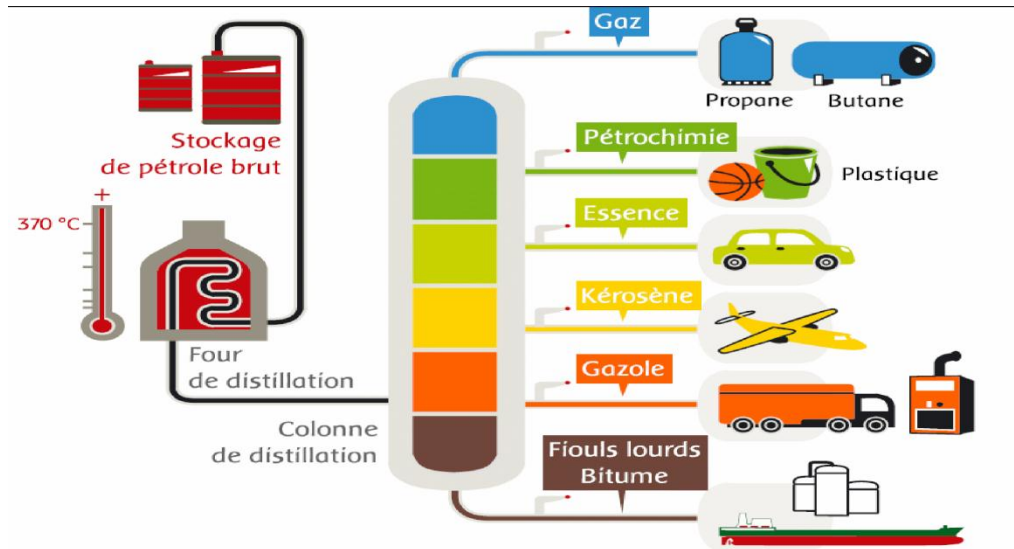 Gaz
Propane
Butane
Stockage
de pétrole brut
Pétrochimie
Plastique
+
370 °C
Essence
Kérosène
Four
de distillation
Gazole
Colonne
de distillation
Fiouls lourds
Bitume